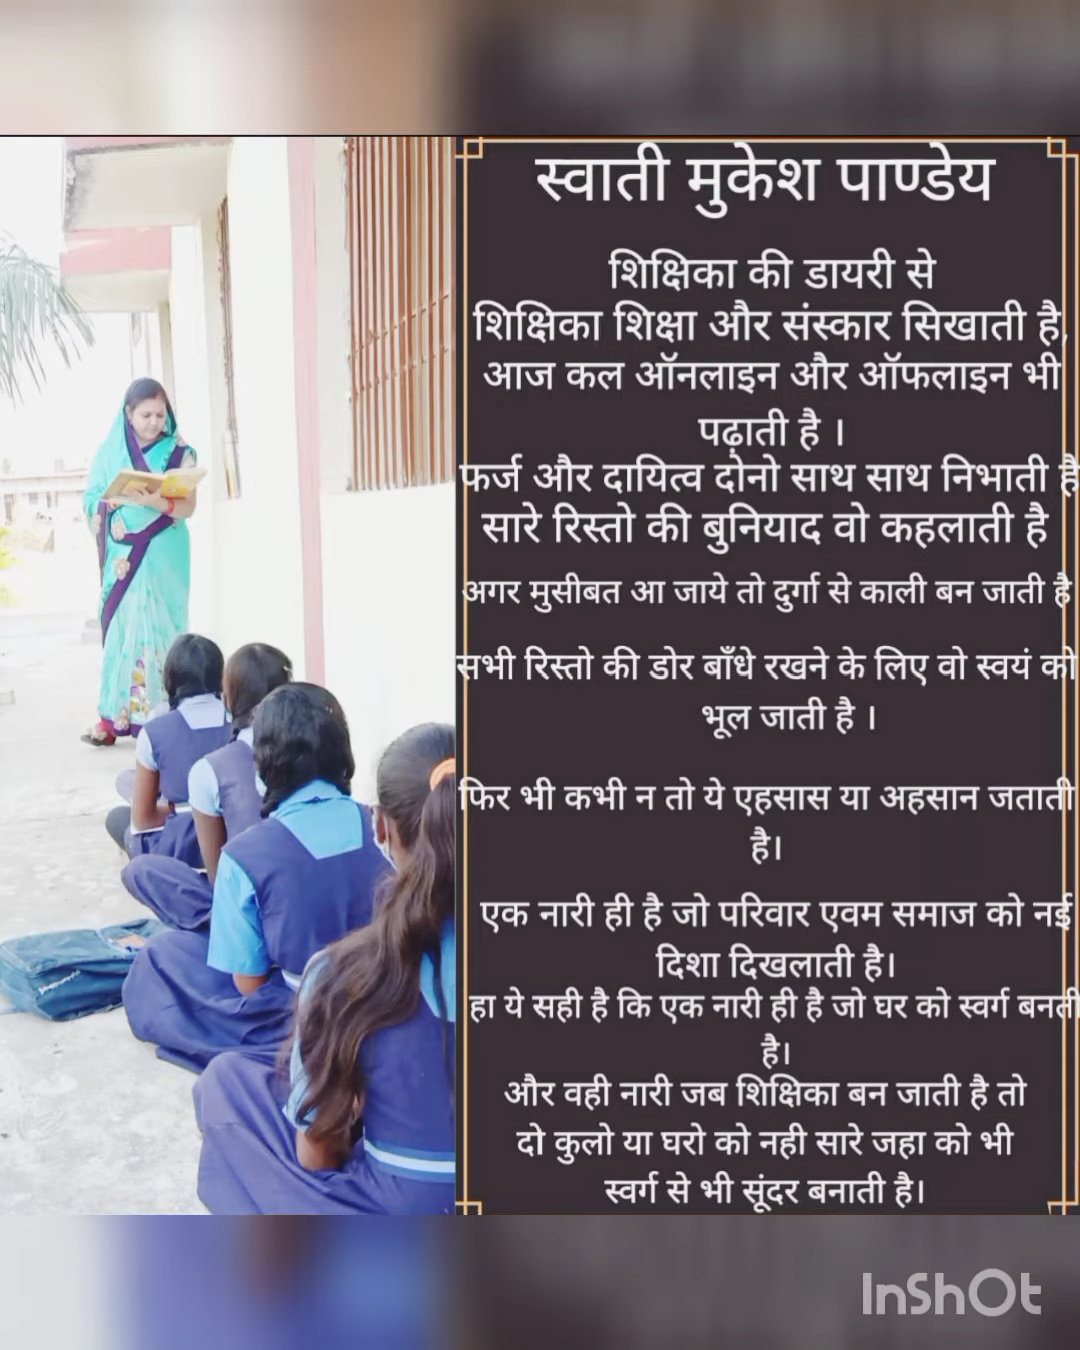 स्वाती मुकेश पाण्डेय
शिक्षिका की डायरी से
शिक्षिका शिक्षा और संस्कार सिखाती है,
आज कल ऑनलाइन और ऑफलाइन भी
पढ़ाती है ।
फर्ज और दायित्व दोनो साथ साथ निभाती है
सारे रिस्तो की बुनियाद वो कहलाती है
अगर मुसीबत आ जाये तो दुर्गा से काली बन जाती है
सभी रिस्तो की डोर बाँधे रखने के लिए वो स्वयं को
भूल जाती है ।
फिर भी कभी न तो ये एहसास या अहसान जताती
है।
एक नारी ही है जो परिवार एवम समाज को नई
दिशा दिखलाती है।
हा ये सही है कि एक नारी ही है जो घर को स्वर्ग बनती
है।
और वही नारी जब शिक्षिका बन जाती है तो
दो कुलो या घरो को नही सारे जहा को भी
स्वर्ग से भी सूंदर बनाती है।
InShOt